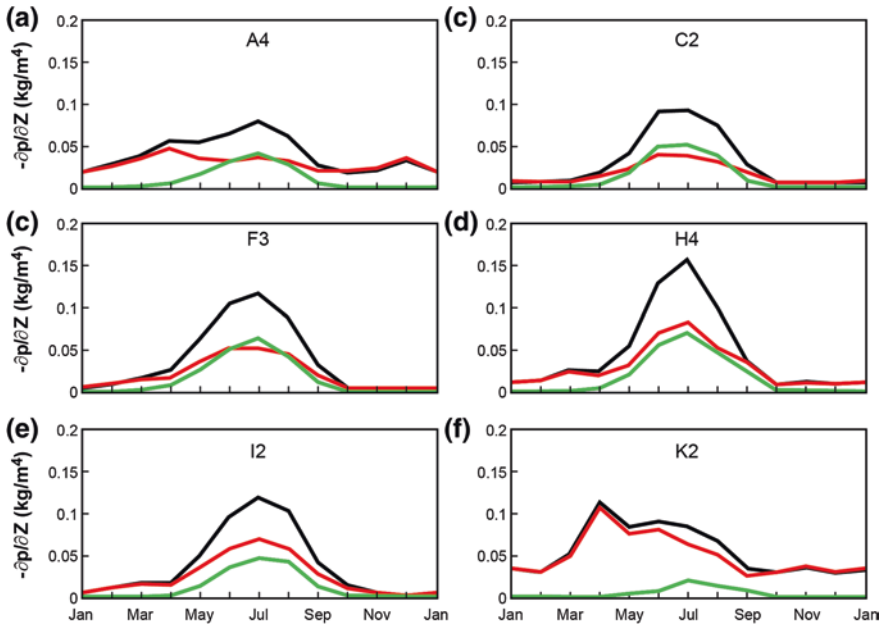 (a)
A4
-∂ρ/∂Z (kg/m⁴)
0.2
0.15
0.1
0.05
0
(c)
C2
0.2
0.15
0.1
0.05
0
(c)
F3
-∂ρ/∂Z (kg/m⁴)
0.2
0.15
0.1
0.05
0
(d)
H4
0.2
0.15
0.1
0.05
0
(e)
I2
-∂ρ/∂Z (kg/m⁴)
0.2
0.15
0.1
0.05
0
Jan Mar May Jul Sep Nov Jan
(f)
K2
0.2
0.15
0.1
0.05
0
Jan Mar May Jul Sep Nov Jan